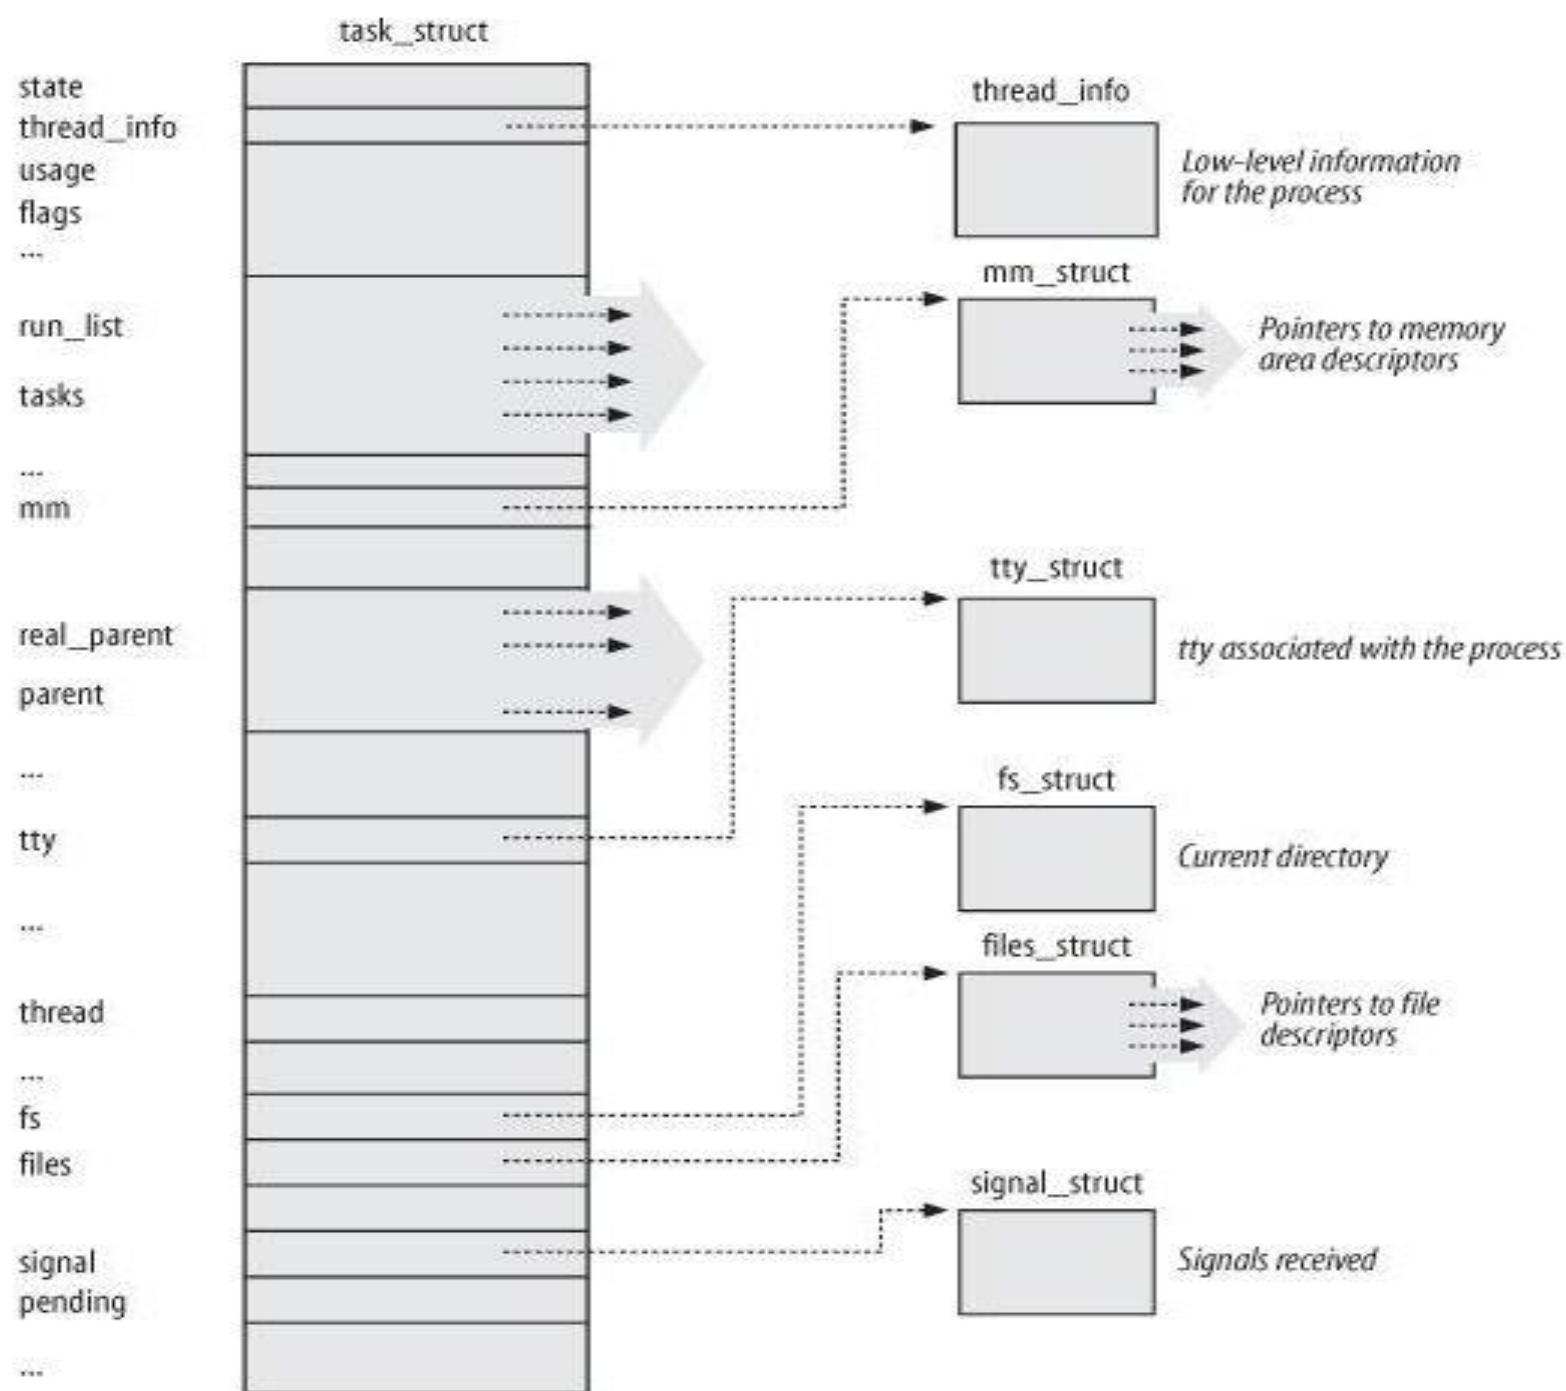 task_struct
state
thread_info
usage
flags
...
run_list
tasks
...
mm
real_parent
parent
...
tty
...
thread
...
fs
files
signal
pending
...
thread_info
Low-level information
for the process
mm_struct
Pointers to memory
area descriptors
tty_struct
tty associated with the process
fs_struct
Current directory
files_struct
Pointers to file
descriptors
signal_struct
Signals received